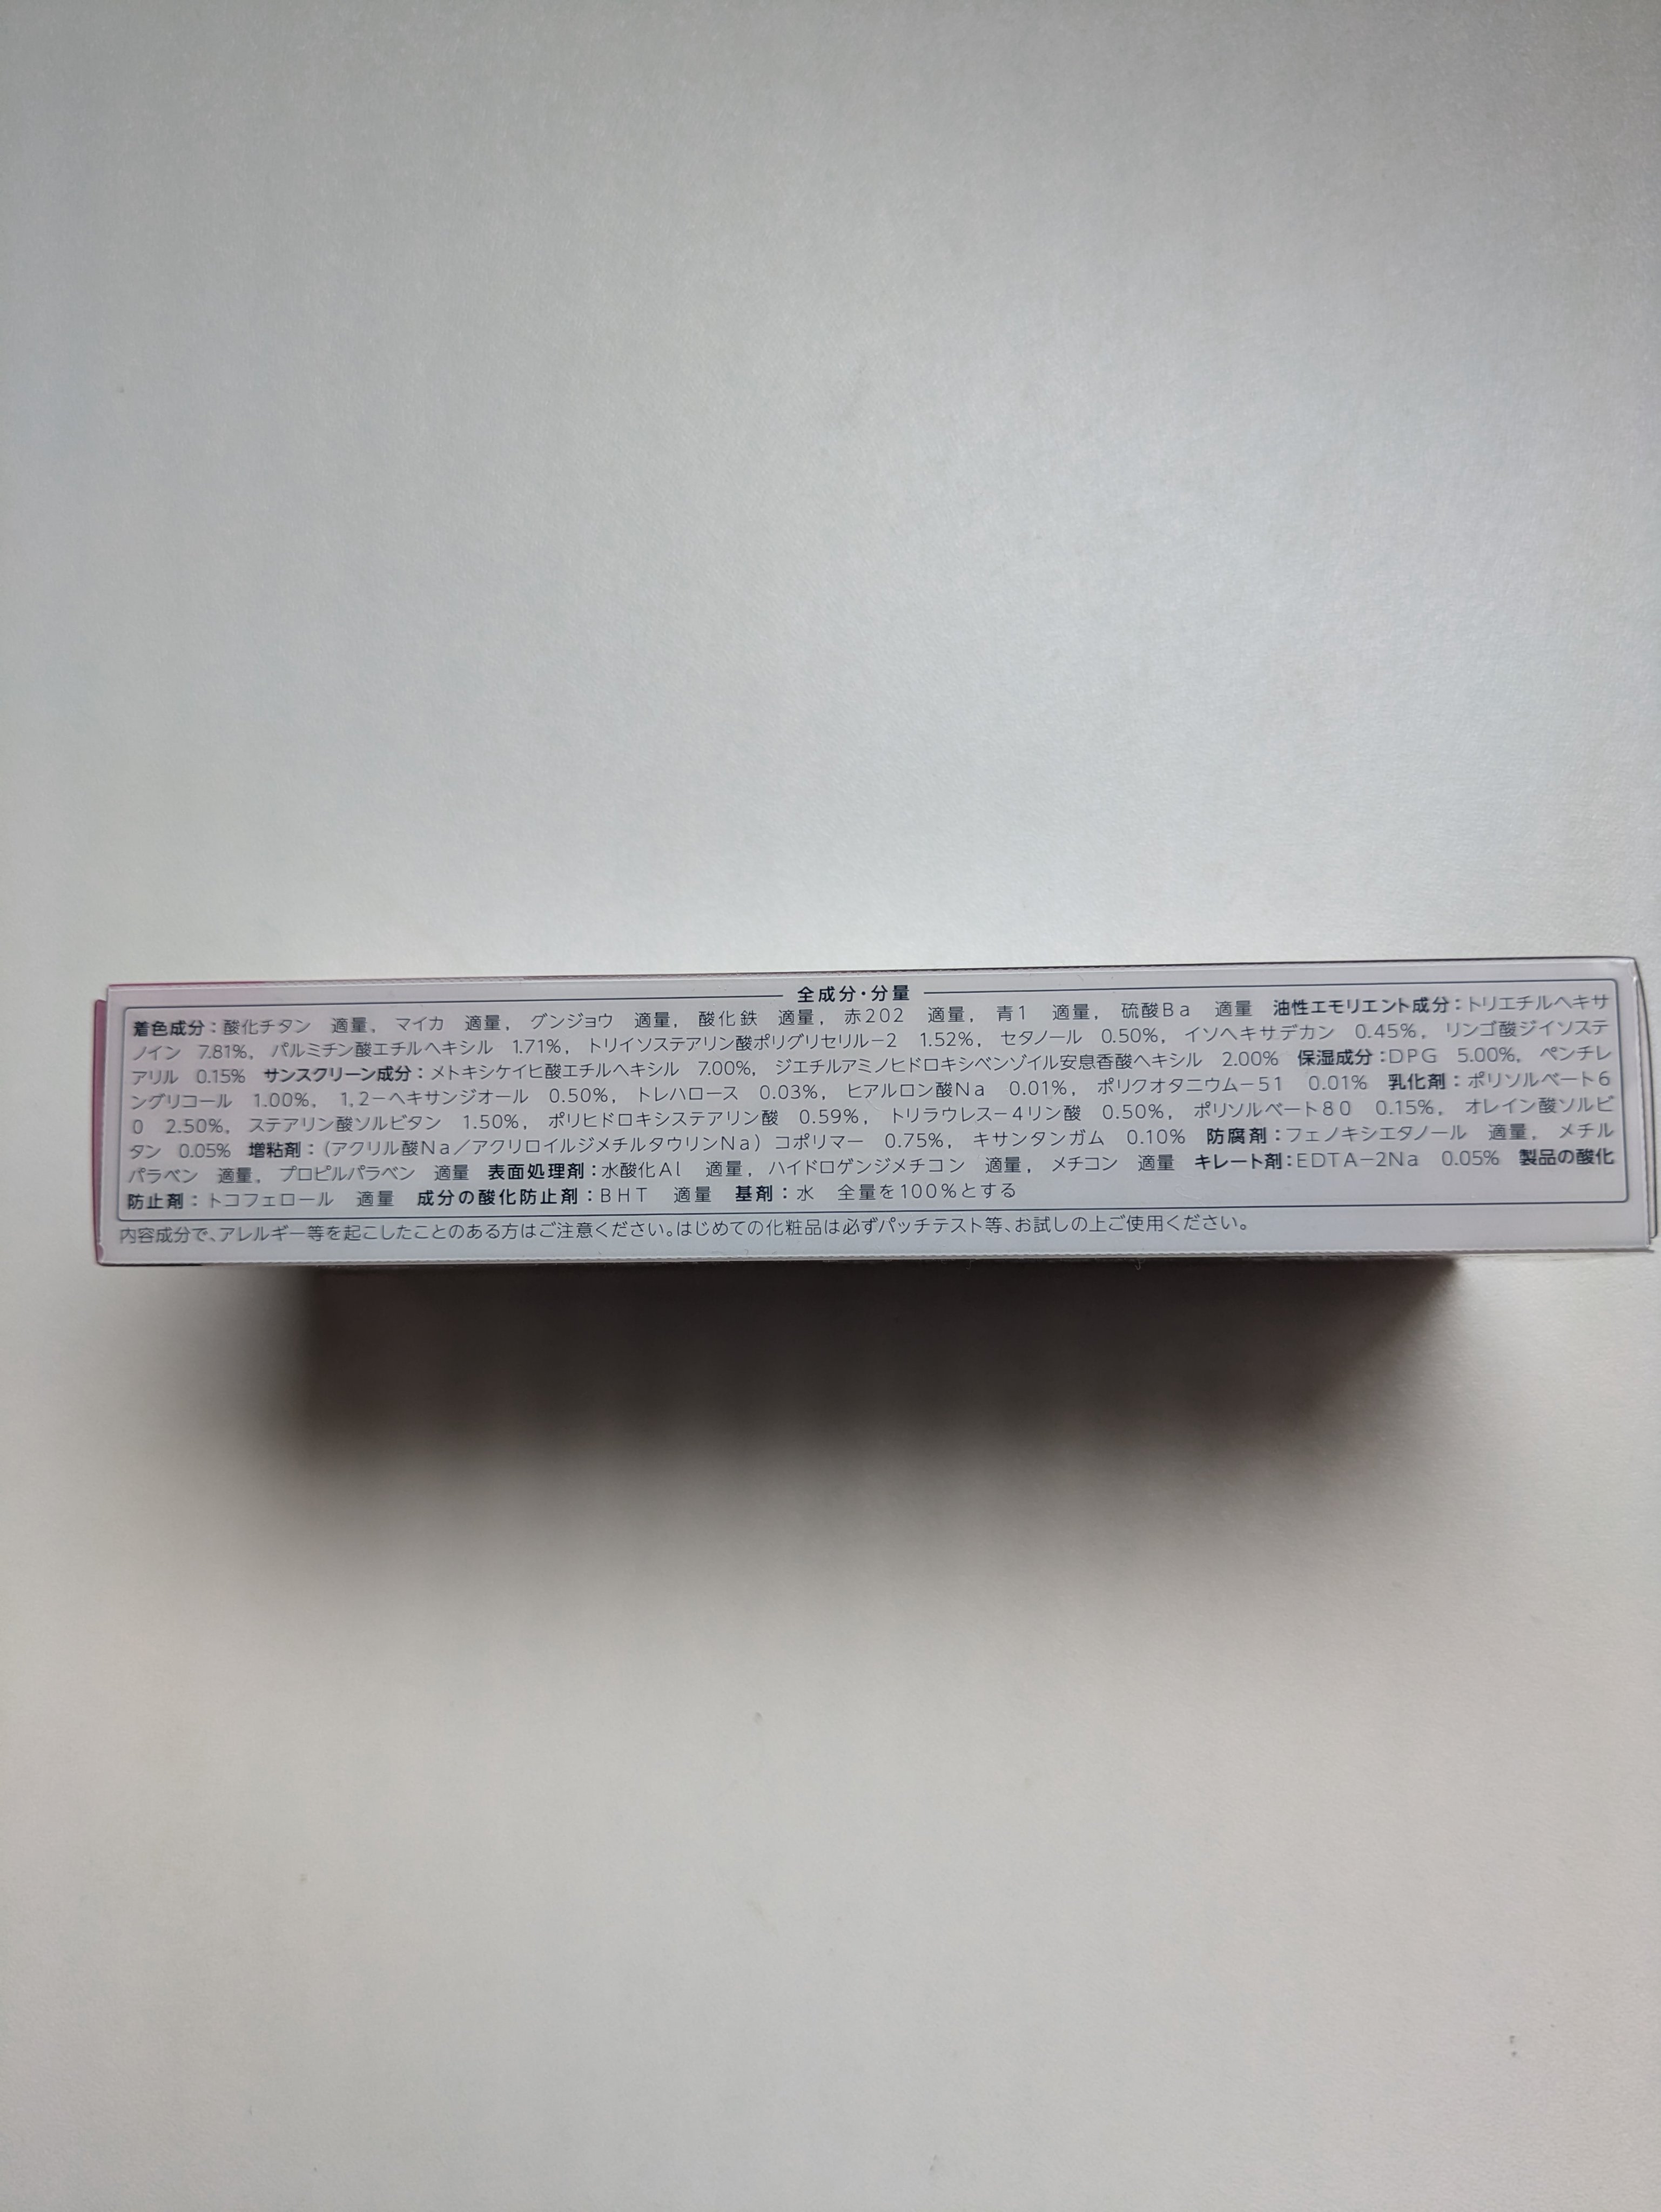 全成分・分量
着色成分：酸化チタン　適量，　マイカ　適量，　グンジョウ　適量，　酸化鉄　適量，　赤202　適量，　青1　適量，　硫酸Ba　適量　油性エモリエント成分：トリエチルヘキサ
ノイン　7.81%，　パルミチン酸エチルヘキシル　1.71%，　トリイソステアリン酸ポリグリセリル－2　1.52%，　セタノール　0.50%，　イソヘキサデカン　0.45%，　リンゴ酸ジイソステ
アリル　0.15%　サンスクリーン成分：メトキシケイヒ酸エチルヘキシル　7.00%，　ジエチルアミノヒドロキシベンゾイル安息香酸ヘキシル　2.00%　保湿成分：DPG　5.00%，　ペンチレ
ングリコール　1.00%，　1,2－ヘキサンジオール　0.50%，　トレハロース　0.03%，　ヒアルロン酸Na　0.01%，　ポリクオタニウム－51　0.01%　乳化剤：ポリソルベート6
0　2.50%，　ステアリン酸ソルビタン　1.50%，　ポリヒドロキシステアリン酸　0.59%，　トリラウレス－4リン酸　0.50%，　ポリソルベート80　0.15%，　オレイン酸ソルビ
タン　0.05%　増粘剤：（アクリル酸Na／アクリロイルジメチルタウリンNa）コポリマー　0.75%，　キサンタンガム　0.10%　防腐剤：フェノキシエタノール　適量，　メチル
パラベン　適量，　プロピルパラベン　適量　表面処理剤：水酸化Al　適量，　ハイドロゲンジメチコン　適量，　メチコン　適量　キレート剤：EDTA－2Na　0.05%　製品の酸化
防止剤：トコフェロール　適量　成分の酸化防止剤：BHT　適量　基剤：水　全量を100%とする
内容成分で、アレルギー等を起こしたことのある方はご注意ください。はじめての化粧品は必ずパッチテスト等、お試しの上ご使用ください。